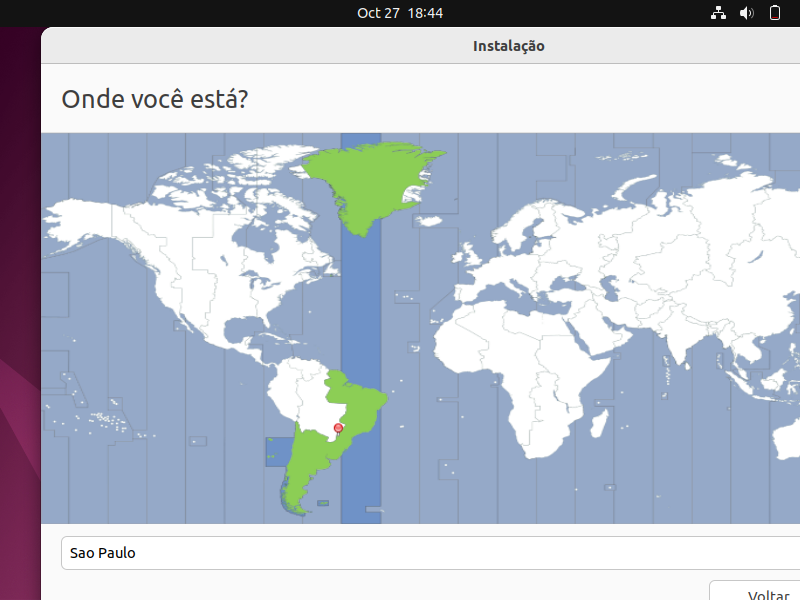 Oct 27 18:44
Instalação
Onde você está?
Sao Paulo
Voltar